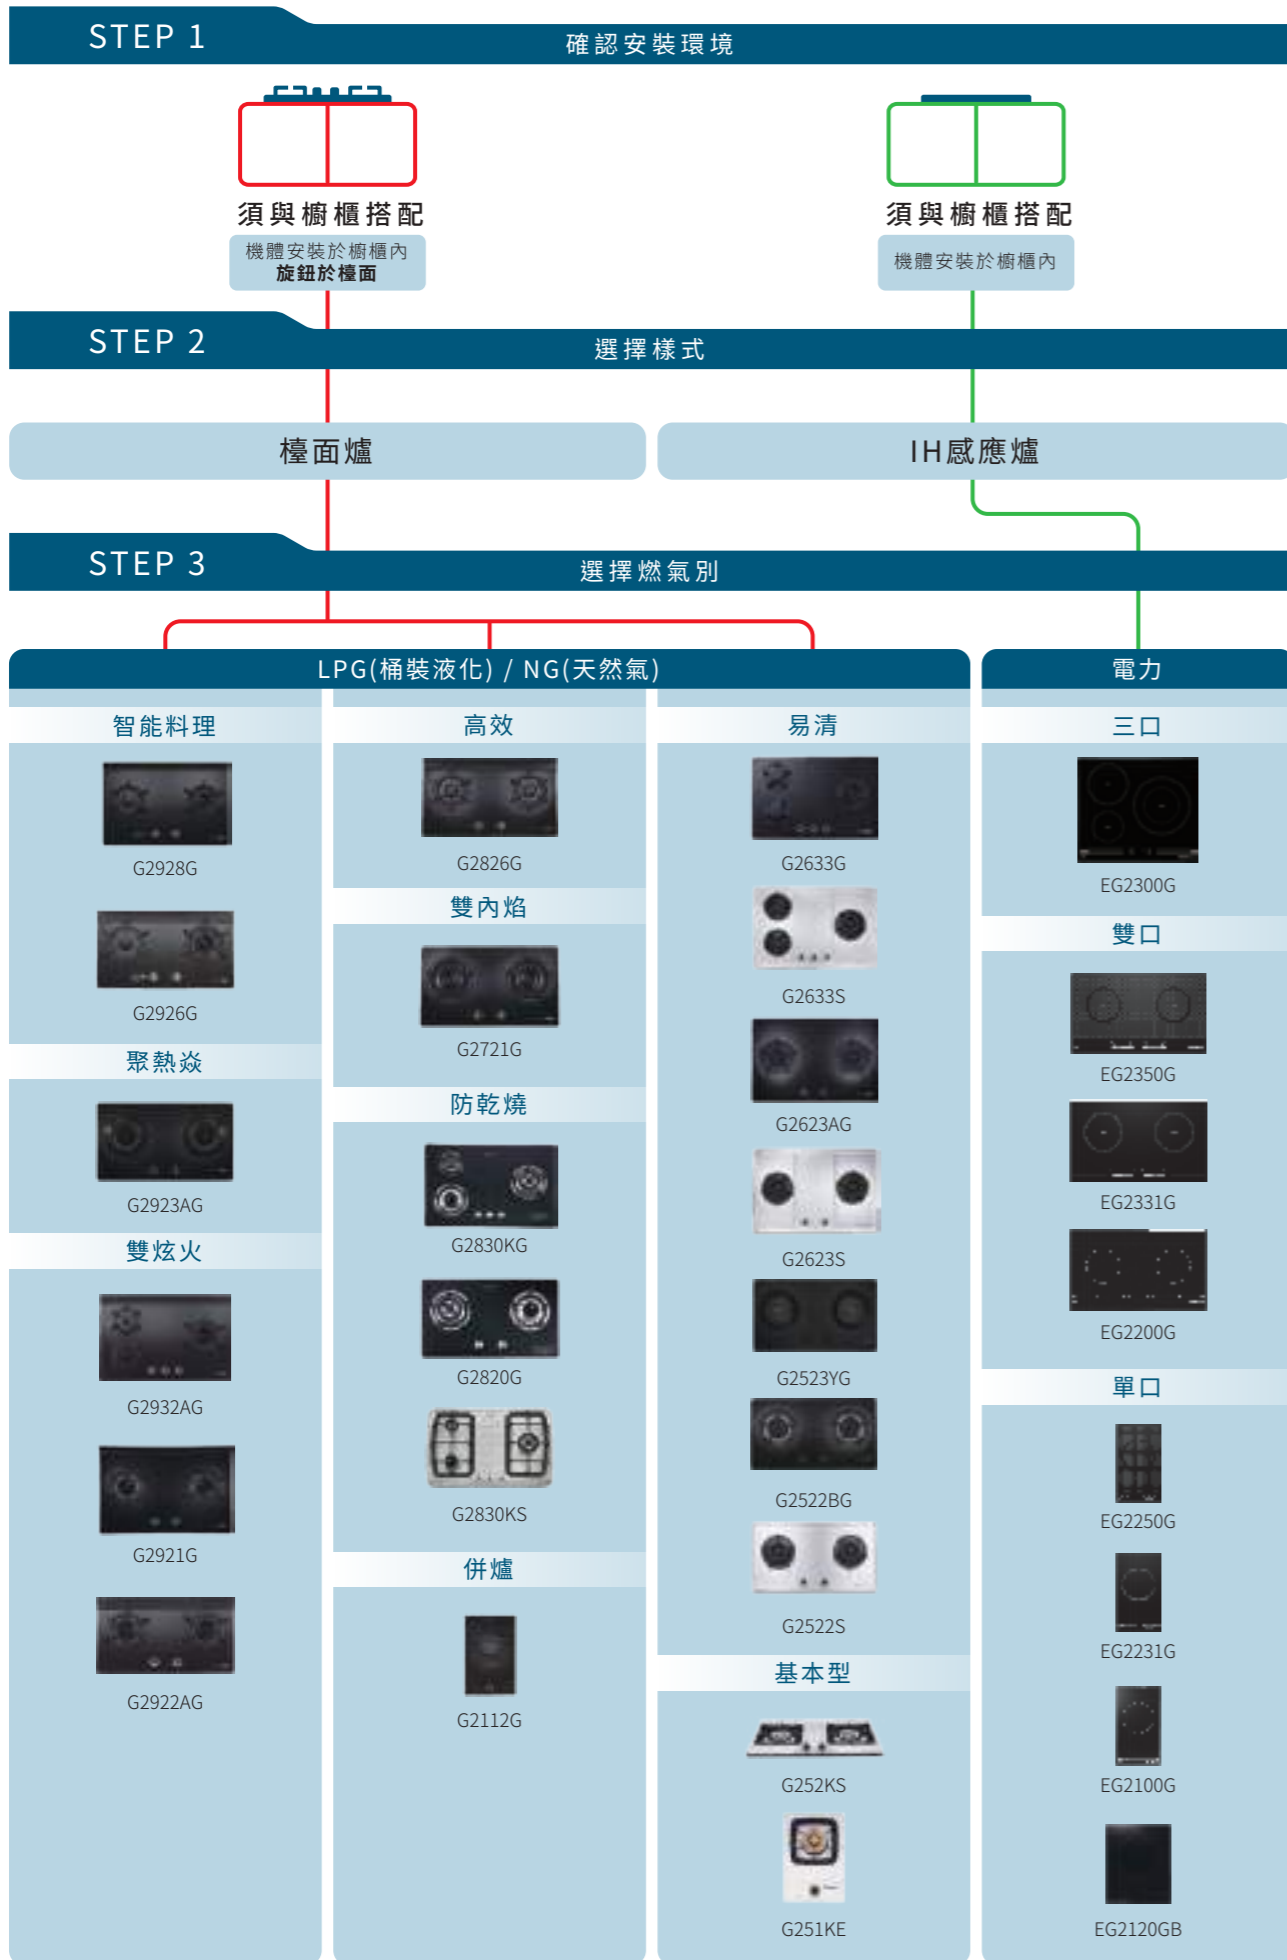 STEP 1
確認安裝環境
須與櫥櫃搭配
機體安裝於櫥櫃內
旋鈕於檯面
須與櫥櫃搭配
機體安裝於櫥櫃內
STEP 2
選擇樣式
檯面爐
IH感應爐
STEP 3
選擇燃氣別
LPG(桶裝液化) / NG(天然氣)
智能料理
G2928G
G2926G
聚熱焱
G2923AG
雙炫火
G2932AG
G2921G
G2922AG
高效
G2826G
雙內焰
G2721G
防乾燒
G2830KG
G2820G
G2830KS
併爐
G2112G
易清
G2633G
G2633S
G2623AG
G2623S
G2523YG
G2522BG
G2522S
基本型
G252KS
G251KE
電力
三口
EG2300G
雙口
EG2350G
EG2331G
EG2200G
單口
EG2250G
EG2231G
EG2100G
EG2120GB